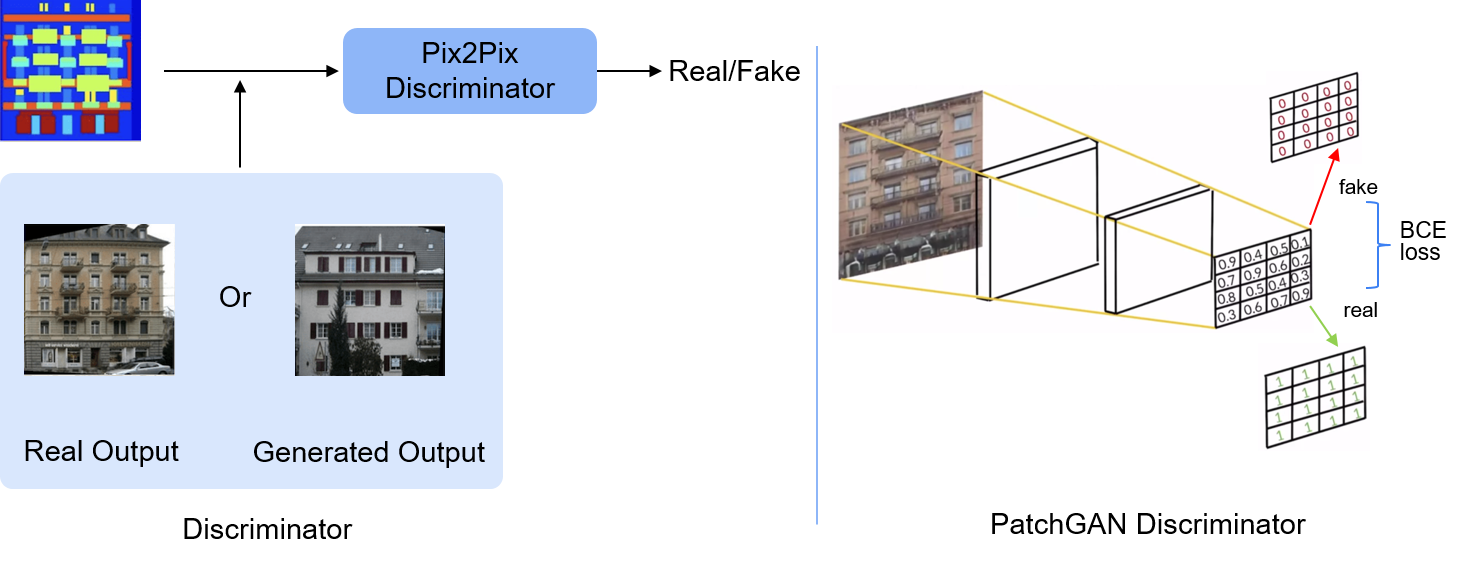 Pix2Pix
Discriminator
Real/Fake
Or
Real Output
Generated Output
Discriminator
0 0 0 0
0 0 0 0
0 0 0 0
0 0 0 0
fake
BCE
loss
0.9 0.4 0.5 0.1
0.7 0.9 0.6 0.2
0.8 0.5 0.4 0.3
0.3 0.6 0.7 0.9
real
1 1 1 1
1 1 1 1
1 1 1 1
1 1 1 1
PatchGAN Discriminator